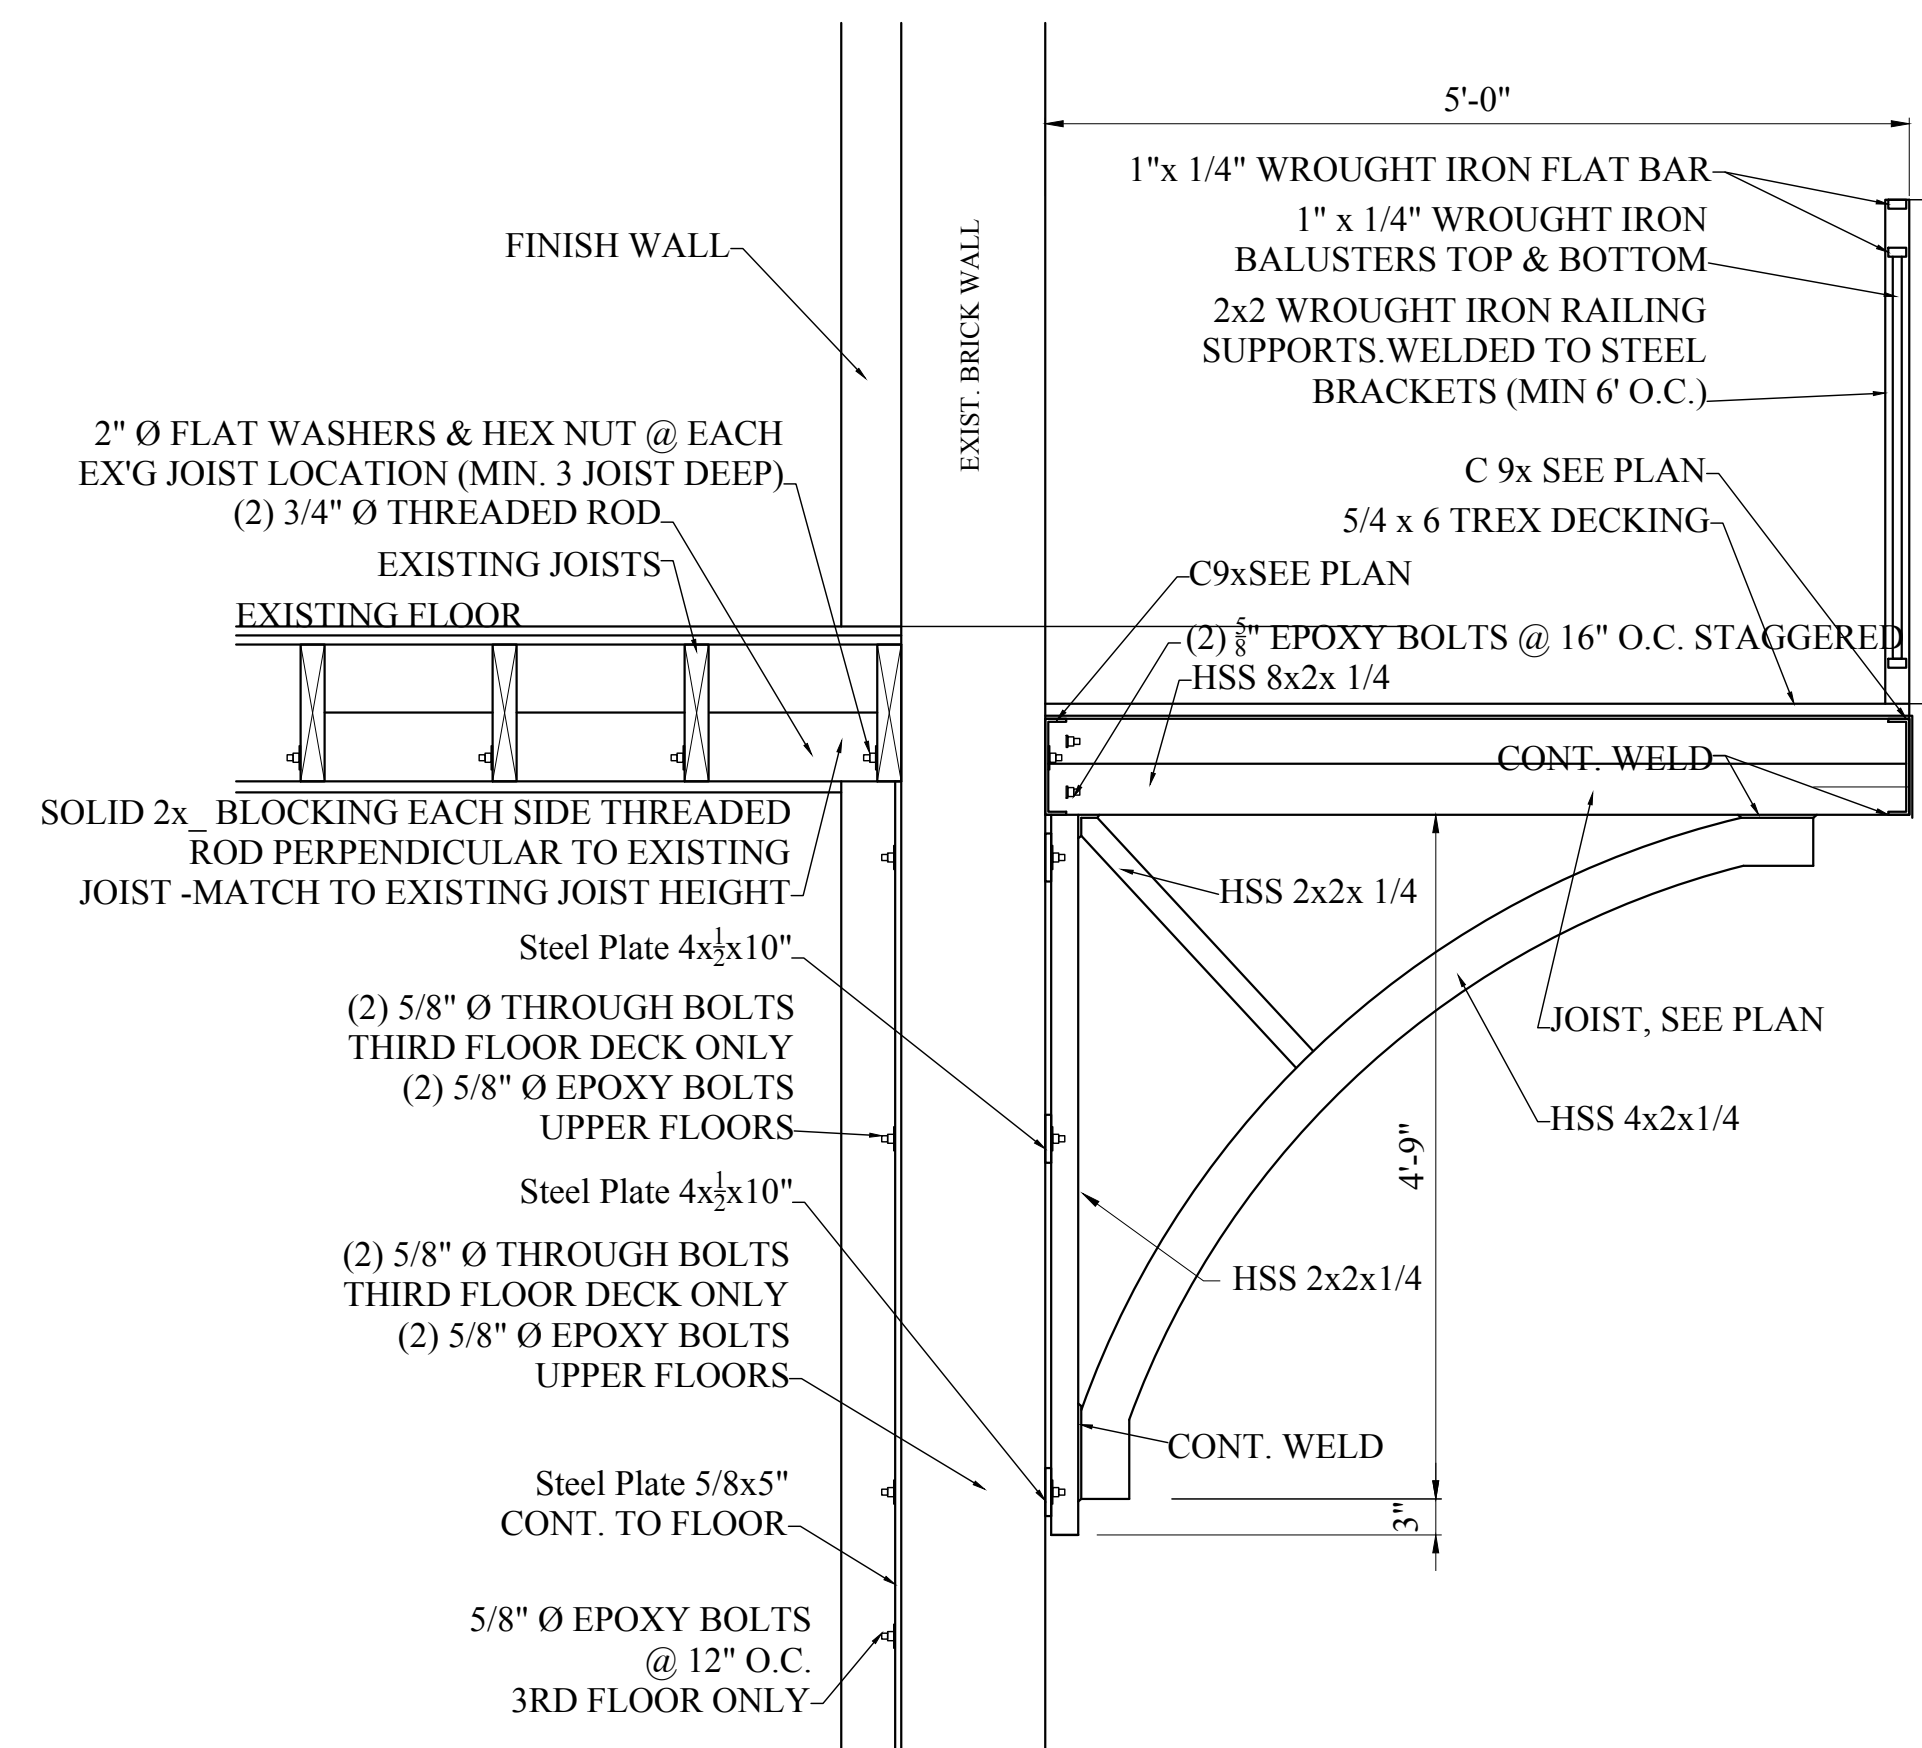 5'-0"
1"x 1/4" WROUGHT IRON FLAT BAR
1" x 1/4" WROUGHT IRON
BALUSTERS TOP & BOTTOM
2x2 WROUGHT IRON RAILING
SUPPORTS.WELDED TO STEEL
BRACKETS (MIN 6' O.C.)
FINISH WALL
EXIST. BRICK WALL
2" Ø FLAT WASHERS & HEX NUT @ EACH
EX'G JOIST LOCATION (MIN. 3 JOIST DEEP)
(2) 3/4" Ø THREADED ROD
EXISTING JOISTS
EXISTING FLOOR
C 9x SEE PLAN
5/4 x 6 TREX DECKING
C9xSEE PLAN
(2) 5/8" EPOXY BOLTS @ 16" O.C. STAGGERED
HSS 8x2x 1/4
CONT. WELD
SOLID 2x_ BLOCKING EACH SIDE THREADED
ROD PERPENDICULAR TO EXISTING
JOIST -MATCH TO EXISTING JOIST HEIGHT
HSS 2x2x 1/4
Steel Plate 4x1/2x10"
(2) 5/8" Ø THROUGH BOLTS
THIRD FLOOR DECK ONLY
(2) 5/8" Ø EPOXY BOLTS
UPPER FLOORS
JOIST, SEE PLAN
HSS 4x2x1/4
4'-9"
Steel Plate 4x1/2x10"
(2) 5/8" Ø THROUGH BOLTS
THIRD FLOOR DECK ONLY
(2) 5/8" Ø EPOXY BOLTS
UPPER FLOORS
HSS 2x2x1/4
CONT. WELD
3"
Steel Plate 5/8x5"
CONT. TO FLOOR
5/8" Ø EPOXY BOLTS
@ 12" O.C.
3RD FLOOR ONLY